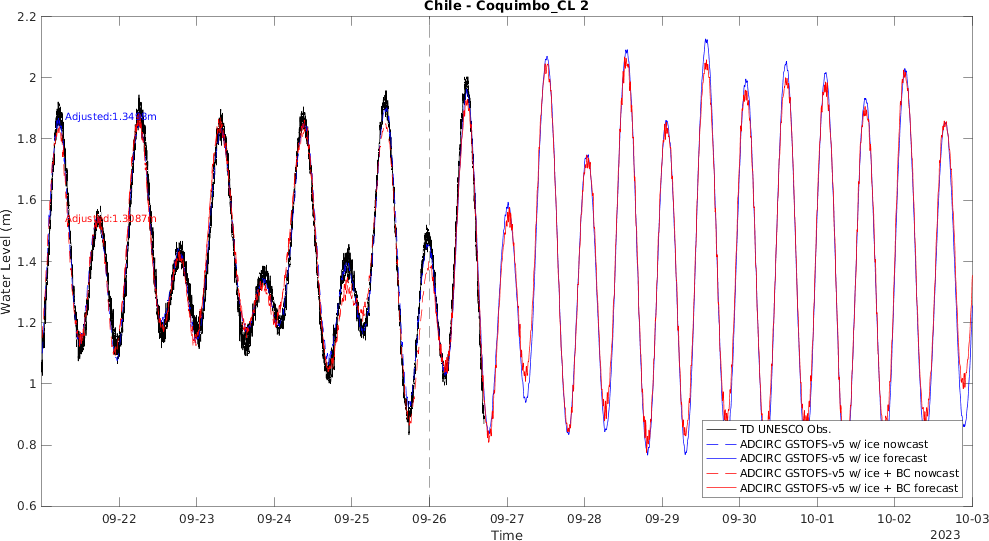 Chile - Coquimbo_CL 2
2.2
2
1.8
1.6
1.4
1.2
1
0.8
0.6
Water Level (m)
Adjusted:1.3498m
Adjusted:1.3087m
TD UNESCO Obs.
ADCIRC GSTOFS-v5 w/ ice nowcast
ADCIRC GSTOFS-v5 w/ ice forecast
ADCIRC GSTOFS-v5 w/ ice + BC nowcast
ADCIRC GSTOFS-v5 w/ ice + BC forecast
09-22 09-23 09-24 09-25 09-26 09-27 09-28 09-29 09-30 10-01 10-02 10-03
Time
2023